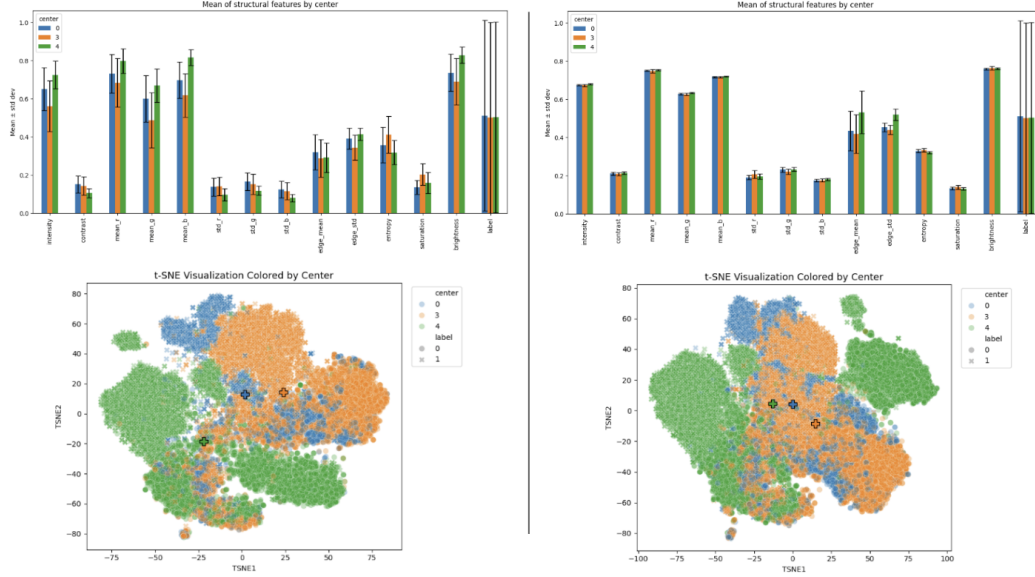 Mean of structural features by center
center
0
3
4
Mean ± std dev
1.0
0.8
0.6
0.4
0.2
0.0
intensity
contrast
mean_r
mean_g
mean_b
std_r
std_g
std_b
edge_mean
edge_std
entropy
saturation
brightness
label
Mean of structural features by center
center
0
3
4
Mean ± std dev
1.0
0.8
0.6
0.4
0.2
0.0
intensity
contrast
mean_r
mean_g
mean_b
std_r
std_g
std_b
edge_mean
edge_std
entropy
saturation
brightness
label
t-SNE Visualization Colored by Center
center
0
3
4
label
0
1
TSNE2
80
60
40
20
0
−20
−40
−60
−80
−75
−50
−25
0
25
50
75
TSNE1
t-SNE Visualization Colored by Center
center
0
3
4
label
0
1
TSNE2
80
60
40
20
0
−20
−40
−60
−80
−100
−75
−50
−25
0
25
50
75
100
TSNE1